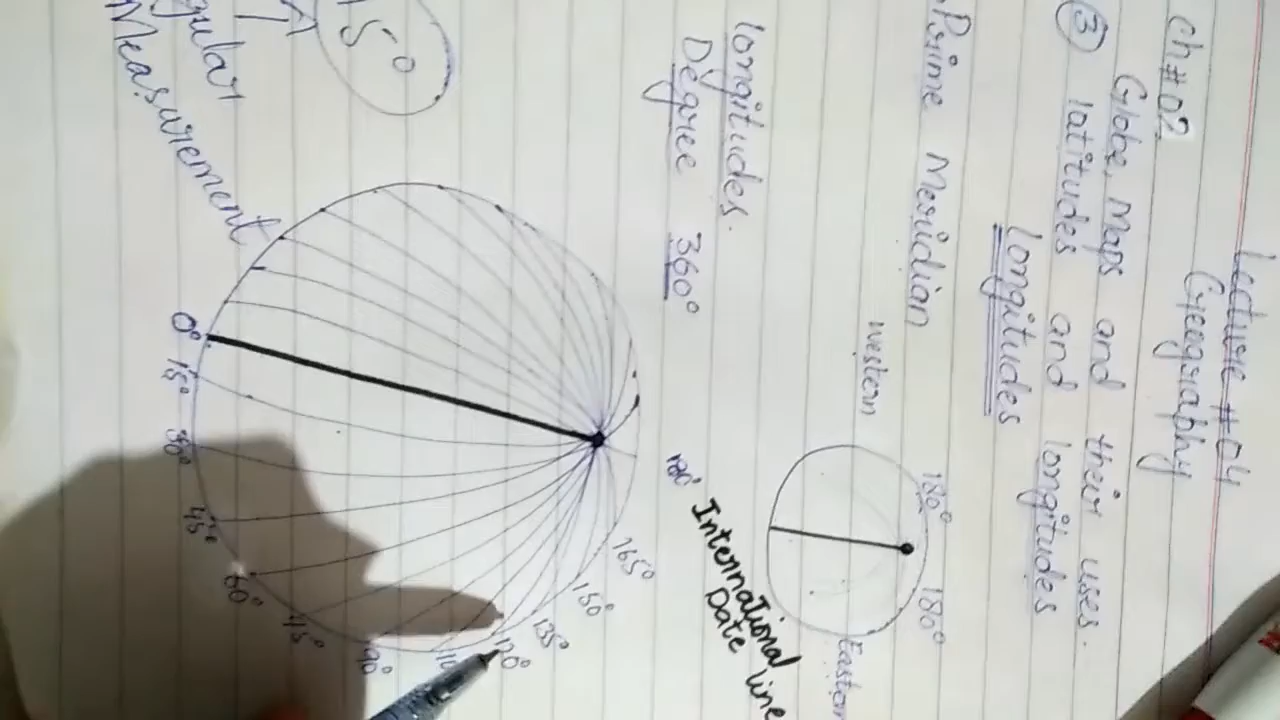 Lecture #04
Geography
Ch#02
Globe, Maps and their uses.
③ latitudes and longitudes
Longitudes
Prime Meridian
Western
180°
180°
Eastern
longitudes.
Degree 360°
180°
International
Date line
165°
150°
135°
120°
90°
45°
60°
45°
30°
15°
0°
15°
Measurement